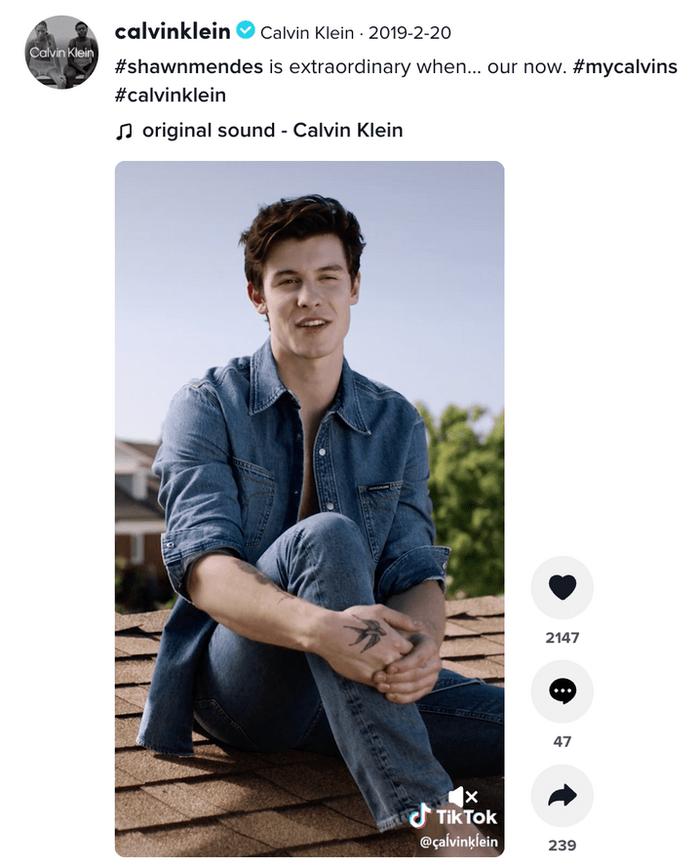 Calvin Klein
calvinklein Calvin Klein · 2019-2-20
#shawnmendes is extraordinary when... our now. #mycalvins
#calvinklein
original sound - Calvin Klein
2147
47
239
TikTok
@çaĺvinķĺein